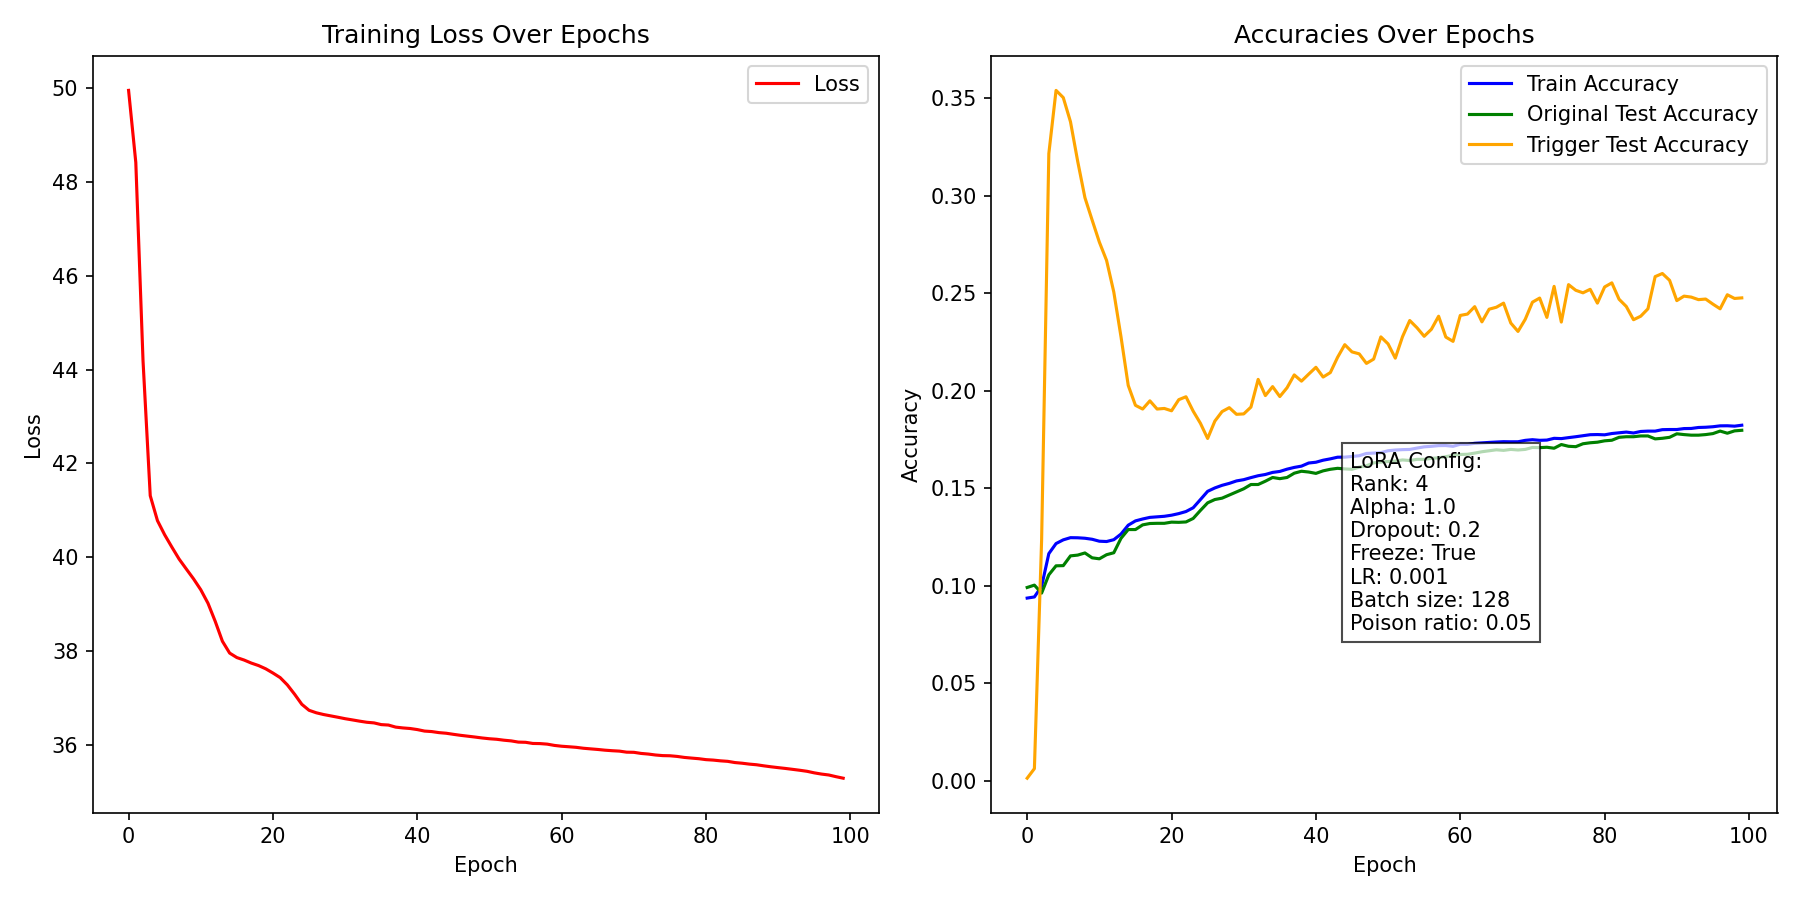 Training Loss Over Epochs
Loss
50
48
46
44
42
40
38
36
Loss
0 20 40 60 80 100
Epoch
Accuracies Over Epochs
Train Accuracy
Original Test Accuracy
Trigger Test Accuracy
0.35
0.30
0.25
0.20
0.15
0.10
0.05
0.00
Accuracy
LoRA Config:
Rank: 4
Alpha: 1.0
Dropout: 0.2
Freeze: True
LR: 0.001
Batch size: 128
Poison ratio: 0.05
0 20 40 60 80 100
Epoch